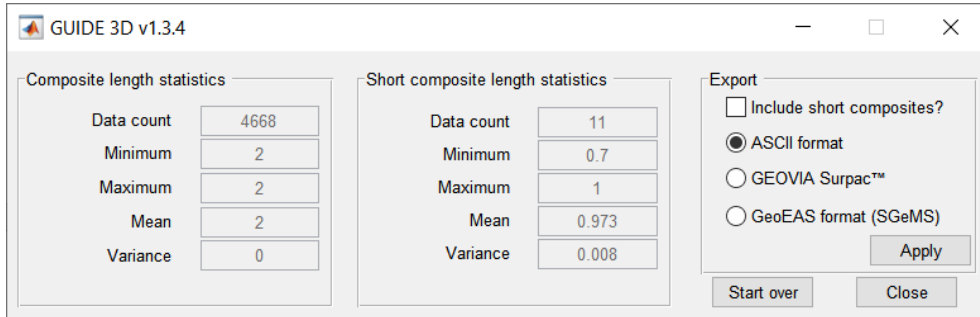 GUIDE 3D v1.3.4
Composite length statistics
Data count 4668
Minimum 2
Maximum 2
Mean 2
Variance 0
Short composite length statistics
Data count 11
Minimum 0.7
Maximum 1
Mean 0.973
Variance 0.008
Export
Include short composites?
ASCII format
GEOVIA Surpac™
GeoEAS format (SGeMS)
Apply
Start over
Close